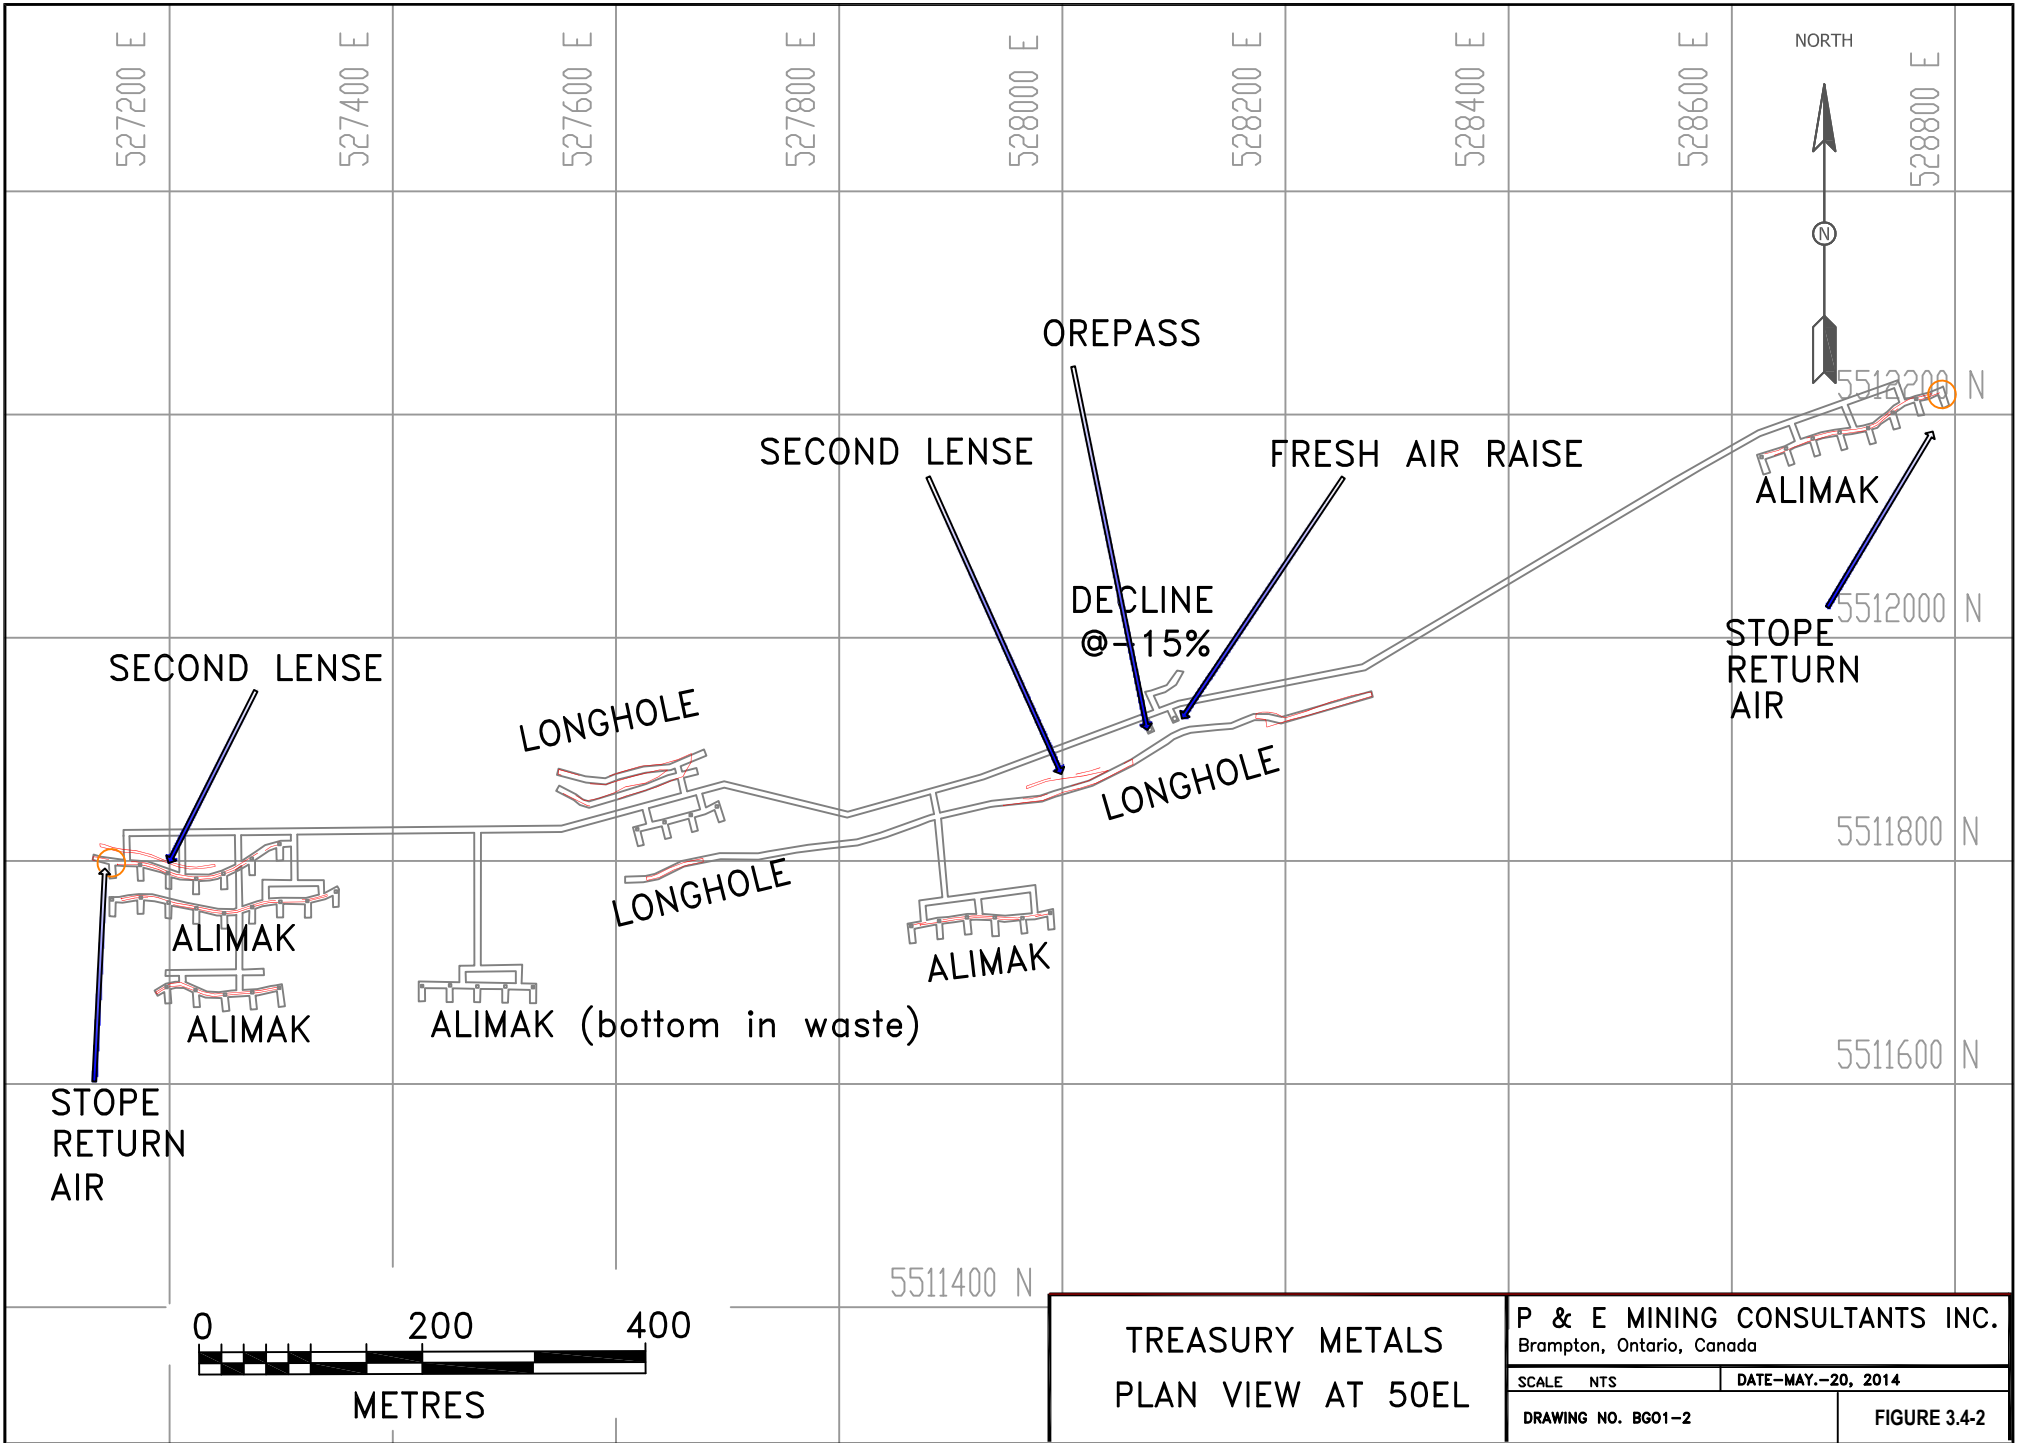 527200 E
527400 E
527600 E
527800 E
528000 E
528200 E
528400 E
528600 E
528800 E
NORTH
N
OREPASS
5512200 N
SECOND LENSE
FRESH AIR RAISE
ALIMAK
DECLINE
@-15%
5512000 N
STOPE
RETURN
AIR
SECOND LENSE
LONGHOLE
LONGHOLE
5511800 N
LONGHOLE
ALIMAK
ALIMAK
ALIMAK
ALIMAK (bottom in waste)
5511600 N
STOPE
RETURN
AIR
5511400 N
0 200 400
METRES
TREASURY METALS
PLAN VIEW AT 50EL
P & E MINING CONSULTANTS INC.
Brampton, Ontario, Canada
SCALE NTS
DATE-MAY.-20, 2014
DRAWING NO. BG01-2
FIGURE 3.4-2